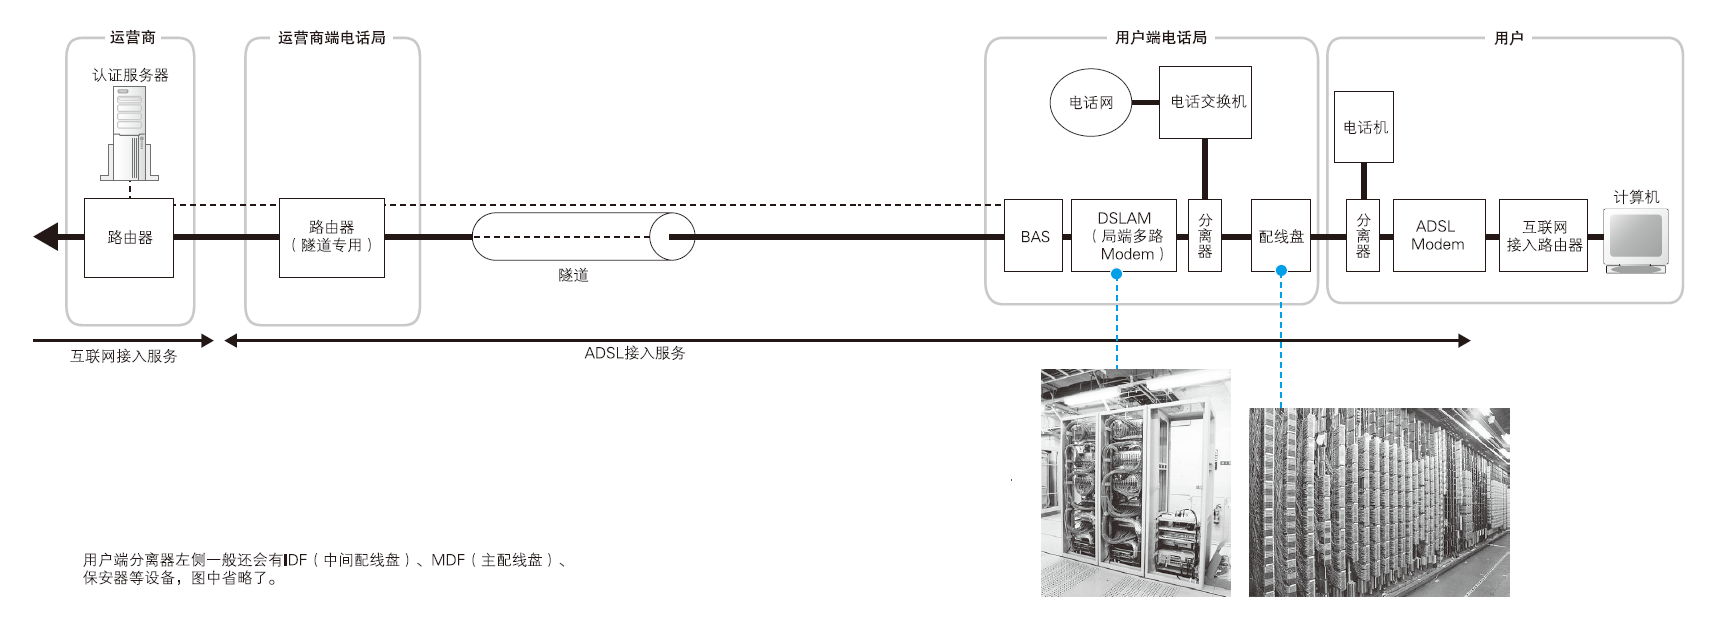 运营商
运营商端电话局
用户端电话局
用户
认证服务器
电话网
电话交换机
电话机
计算机
路由器
路由器
（隧道专用）
隧道
BAS
DSLAM
（局端多路
Modem）
分离器
配线盘
分离器
ADSL
Modem
互联网
接入路由器
互联网接入服务
ADSL接入服务
用户端分离器左侧一般还会有IDF（中间配线盘）、MDF（主配线盘）、
保安器等设备，图中省略了。